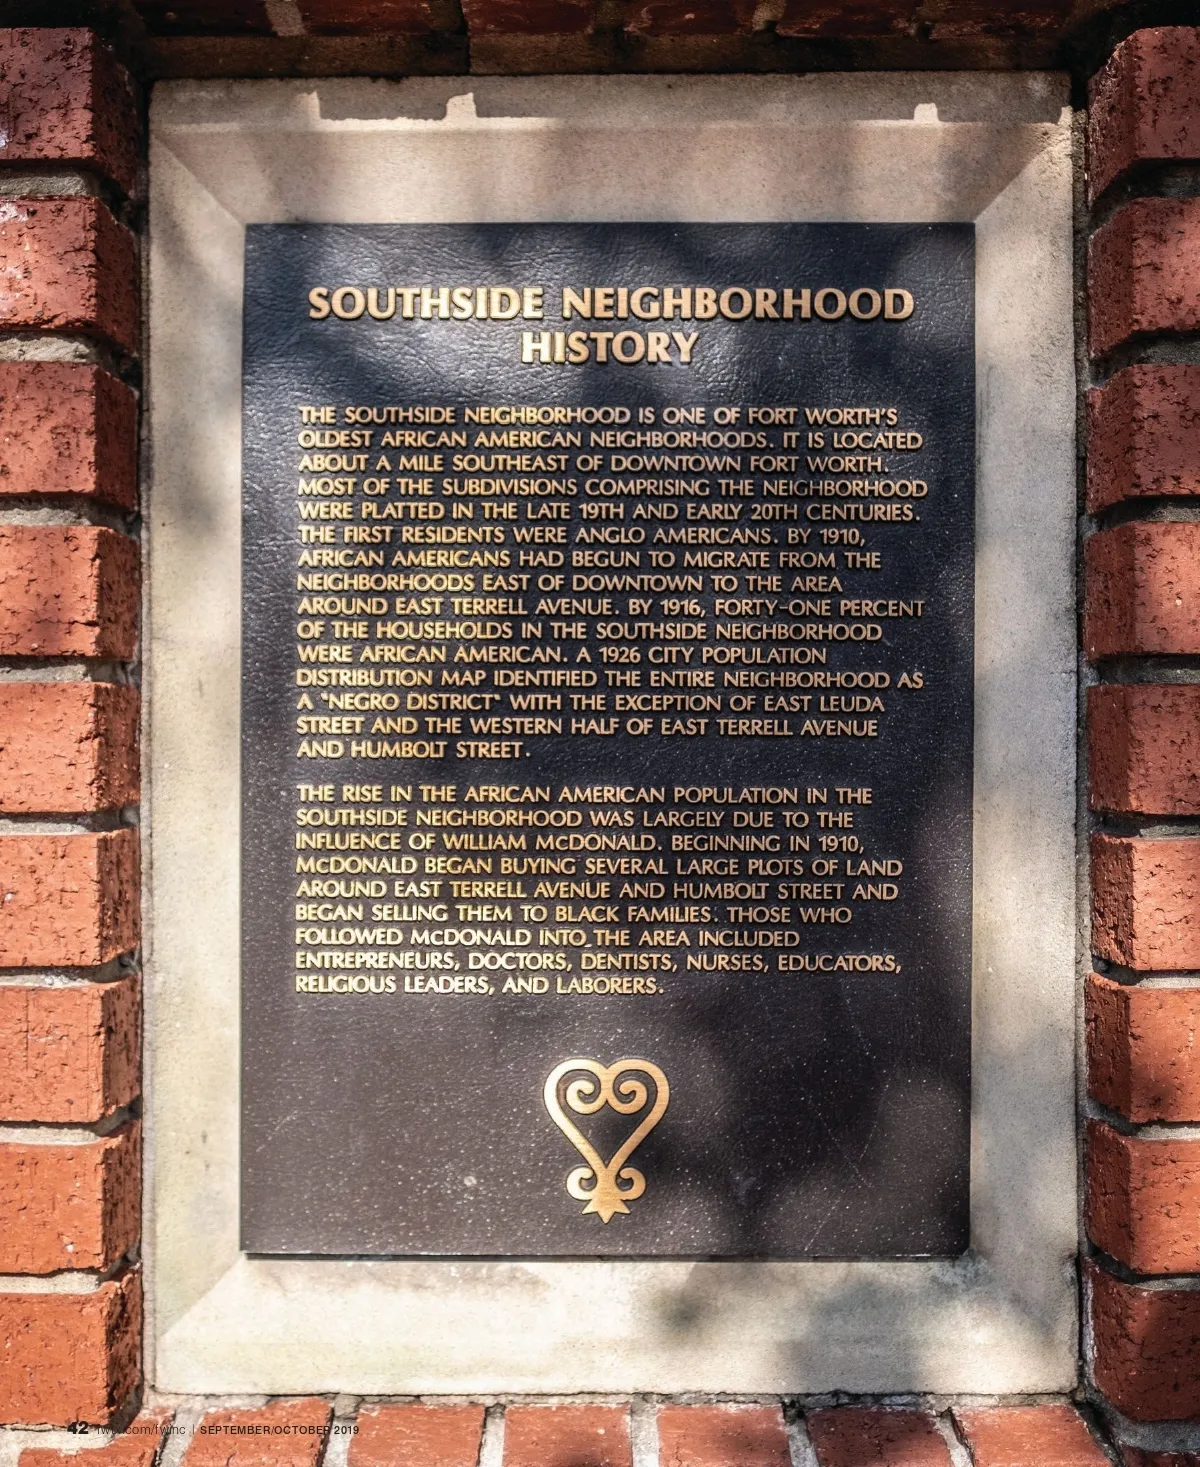 SOUTHSIDE NEIGHBORHOOD
HISTORY
THE SOUTHSIDE NEIGHBORHOOD IS ONE OF FORT WORTH'S
OLDEST AFRICAN AMERICAN NEIGHBORHOODS. IT IS LOCATED
ABOUT A MILE SOUTHEAST OF DOWNTOWN FORT WORTH.
MOST OF THE SUBDIVISIONS COMPRISING THE NEIGHBORHOOD
WERE PLATTED IN THE LATE 19TH AND EARLY 20TH CENTURIES.
THE FIRST RESIDENTS WERE ANGLO AMERICANS. BY 1910,
AFRICAN AMERICANS HAD BEGUN TO MIGRATE FROM THE
NEIGHBORHOODS EAST OF DOWNTOWN TO THE AREA
AROUND EAST TERRELL AVENUE. BY 1916, FORTY-ONE PERCENT
OF THE HOUSEHOLDS IN THE SOUTHSIDE NEIGHBORHOOD
WERE AFRICAN AMERICAN. A 1926 CITY POPULATION
DISTRIBUTION MAP IDENTIFIED THE ENTIRE NEIGHBORHOOD AS
A "NEGRO DISTRICT" WITH THE EXCEPTION OF EAST LEUDA
STREET AND THE WESTERN HALF OF EAST TERRELL AVENUE
AND HUMBOLT STREET.
THE RISE IN THE AFRICAN AMERICAN POPULATION IN THE
SOUTHSIDE NEIGHBORHOOD WAS LARGELY DUE TO THE
INFLUENCE OF WILLIAM McDONALD. BEGINNING IN 1910,
McDONALD BEGAN BUYING SEVERAL LARGE PLOTS OF LAND
AROUND EAST TERRELL AVENUE AND HUMBOLT STREET AND
BEGAN SELLING THEM TO BLACK FAMILIES. THOSE WHO
FOLLOWED McDONALD INTO THE AREA INCLUDED
ENTREPRENEURS, DOCTORS, DENTISTS, NURSES, EDUCATORS,
RELIGIOUS LEADERS, AND LABORERS.
42 | SEPTEMBER/OCTOBER 2019